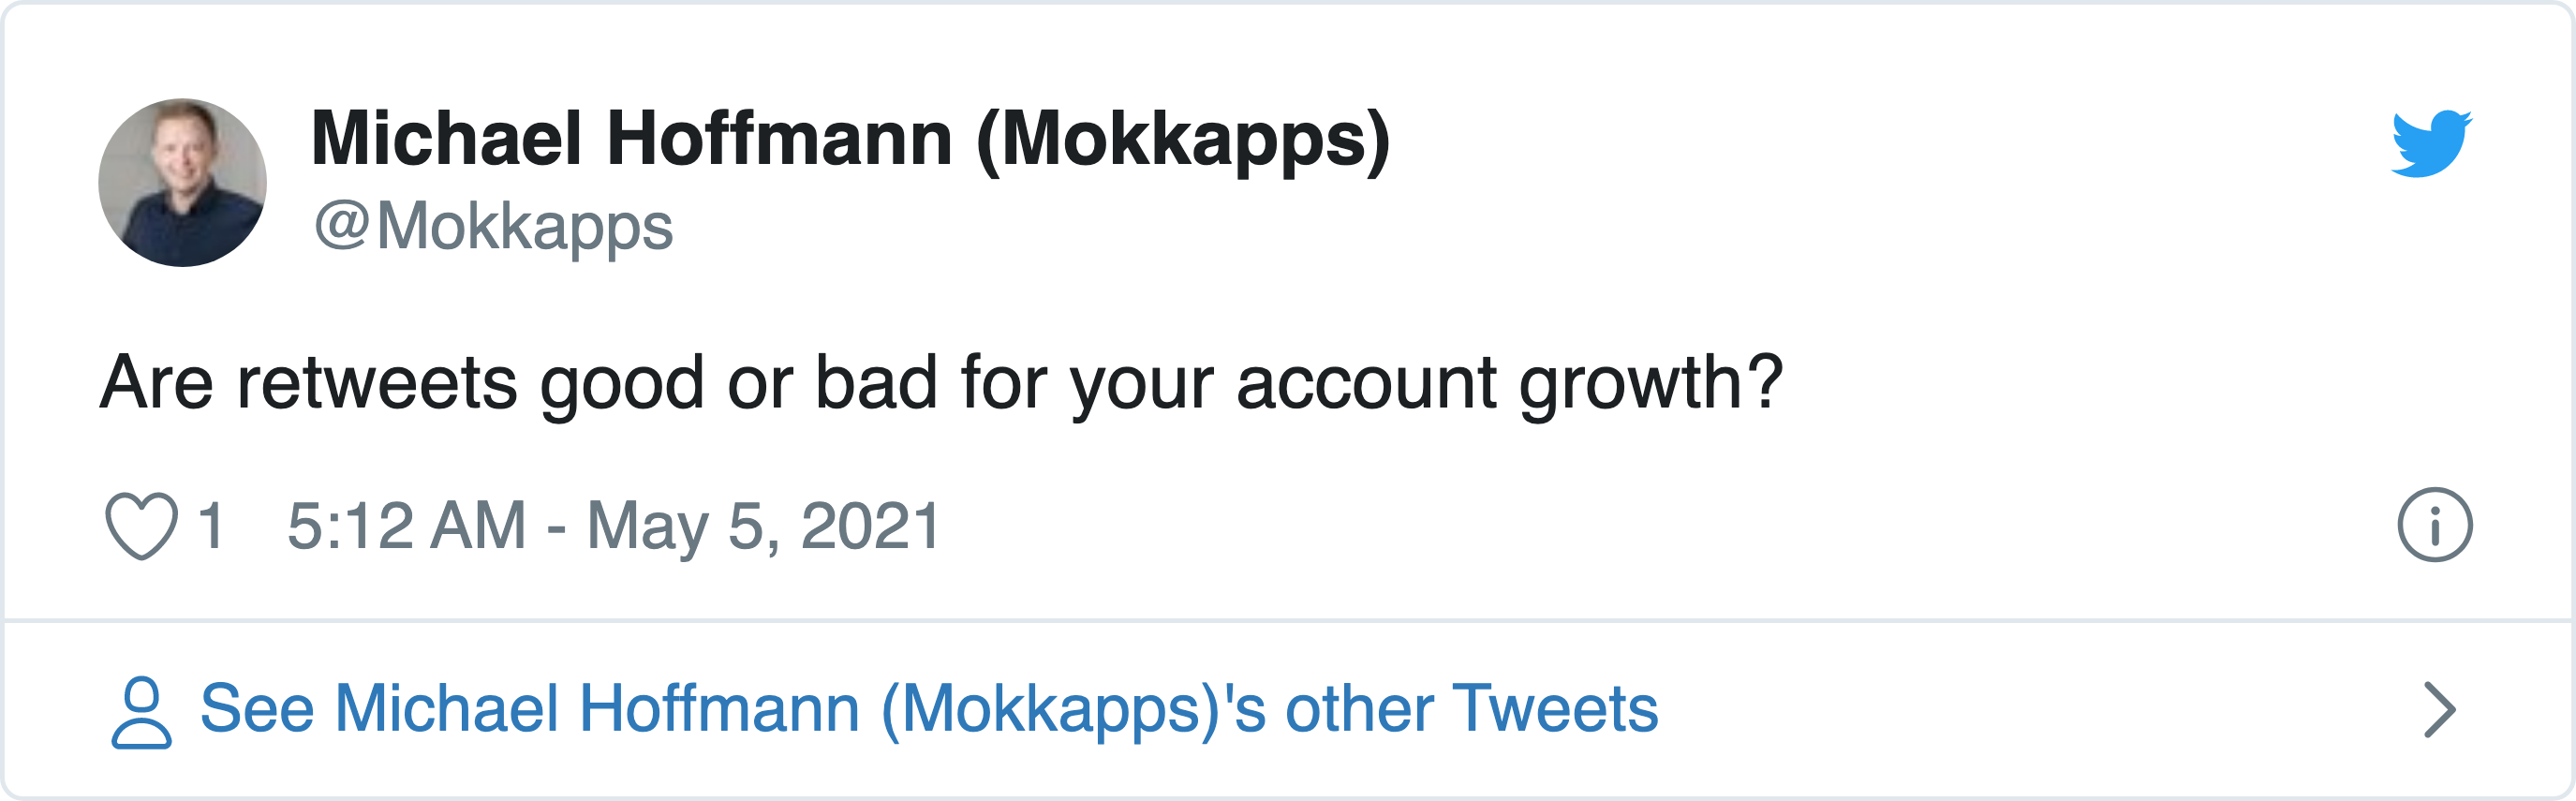 Michael Hoffmann (Mokkapps)
@Mokkapps
Are retweets good or bad for your account growth?
1 5:12 AM - May 5, 2021
See Michael Hoffmann (Mokkapps)'s other Tweets